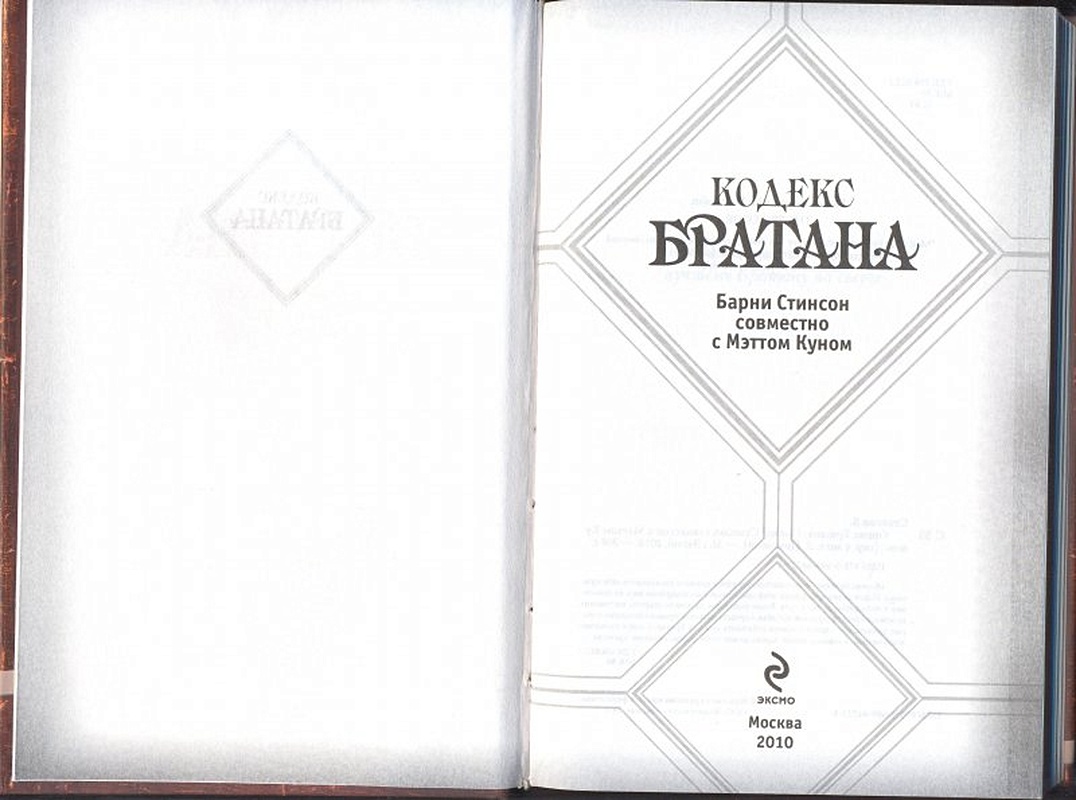 КОДЕКС
БРАТАНА
Барни Стинсон
совместно
с Мэттом Куном
эксмо
Москва
2010